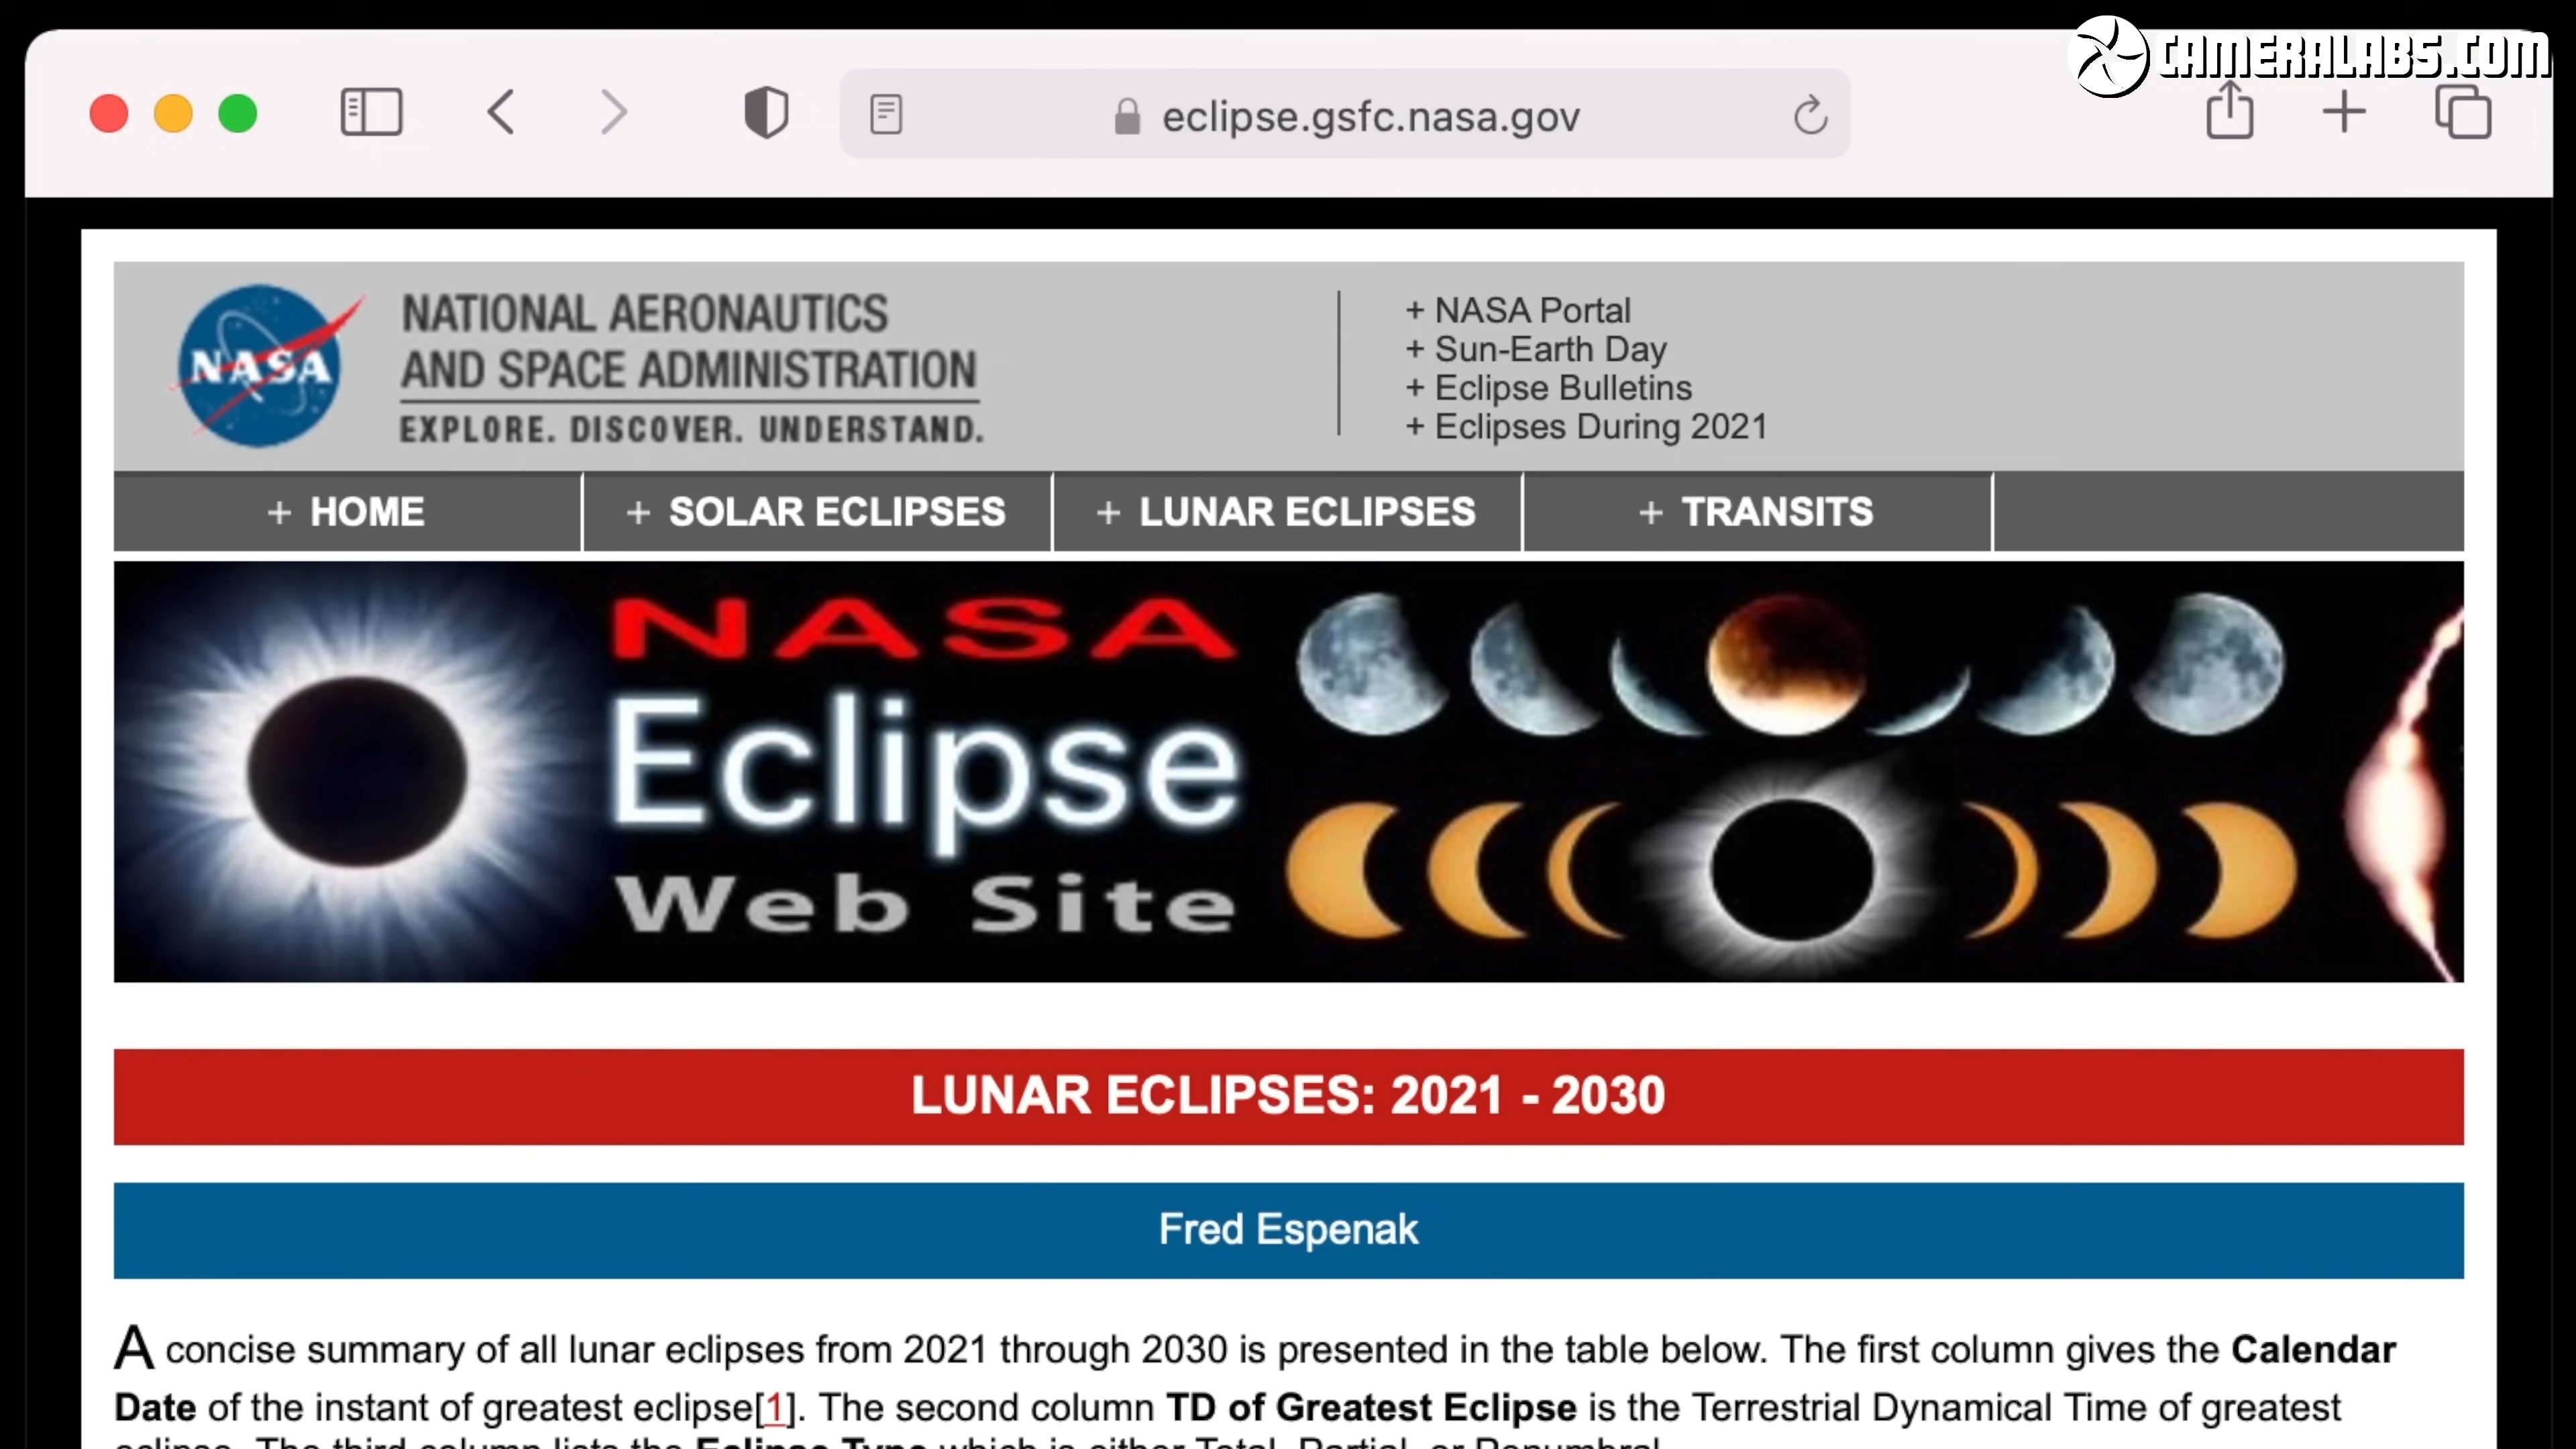 CAMERALABS.COM
eclipse.gsfc.nasa.gov
NASA
NATIONAL AERONAUTICS
AND SPACE ADMINISTRATION
EXPLORE. DISCOVER. UNDERSTAND.
+ NASA Portal
+ Sun-Earth Day
+ Eclipse Bulletins
+ Eclipses During 2021
+ HOME + SOLAR ECLIPSES + LUNAR ECLIPSES + TRANSITS
NASA
Eclipse
Web Site
LUNAR ECLIPSES: 2021 - 2030
Fred Espenak
A concise summary of all lunar eclipses from 2021 through 2030 is presented in the table below. The first column gives the Calendar
Date of the instant of greatest eclipse[1]. The second column TD of Greatest Eclipse is the Terrestrial Dynamical Time of greatest
eclipse. The third column lists the Eclipse Type which is either Total, Partial, or Penumbral.